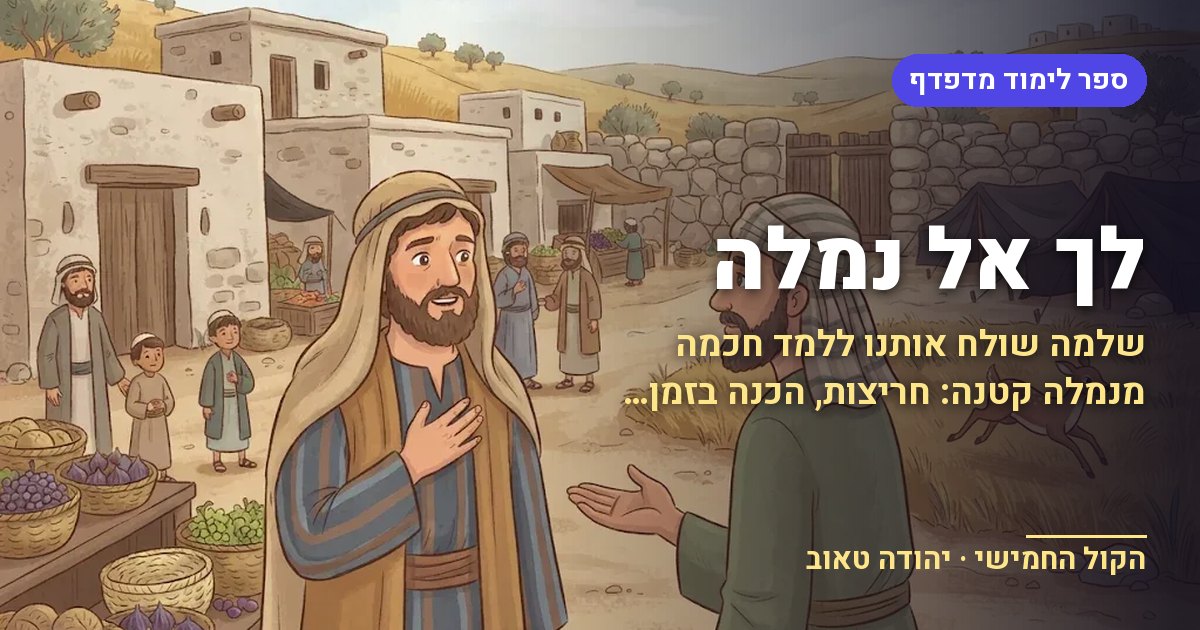 ספר לימוד מדפדף
לך אל נמלה
שלמה שולח אותנו ללמד חכמה
מנמלה קטנה: חריצות, הכנה בזמן...
הקול החמישי · יהודה טאוב